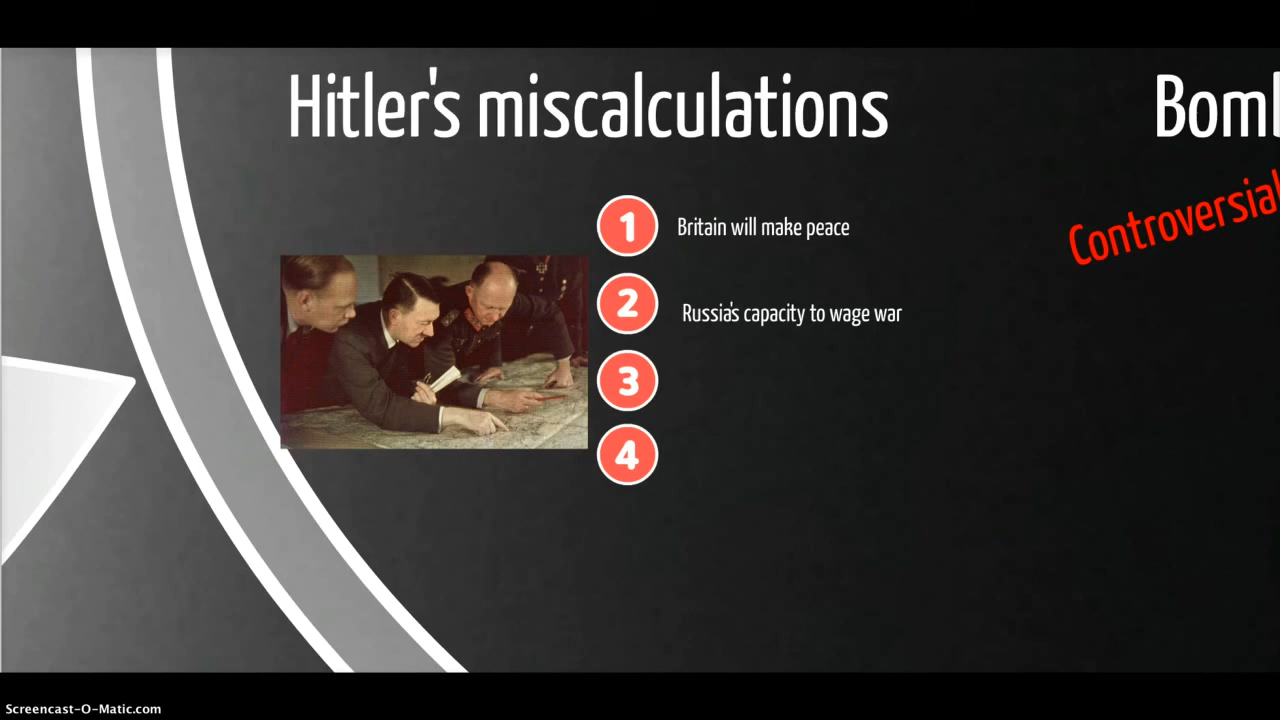 Hitler's miscalculations
Controversial
1 Britain will make peace
2 Russia's capacity to wage war
3
4
Screencast-O-Matic.com